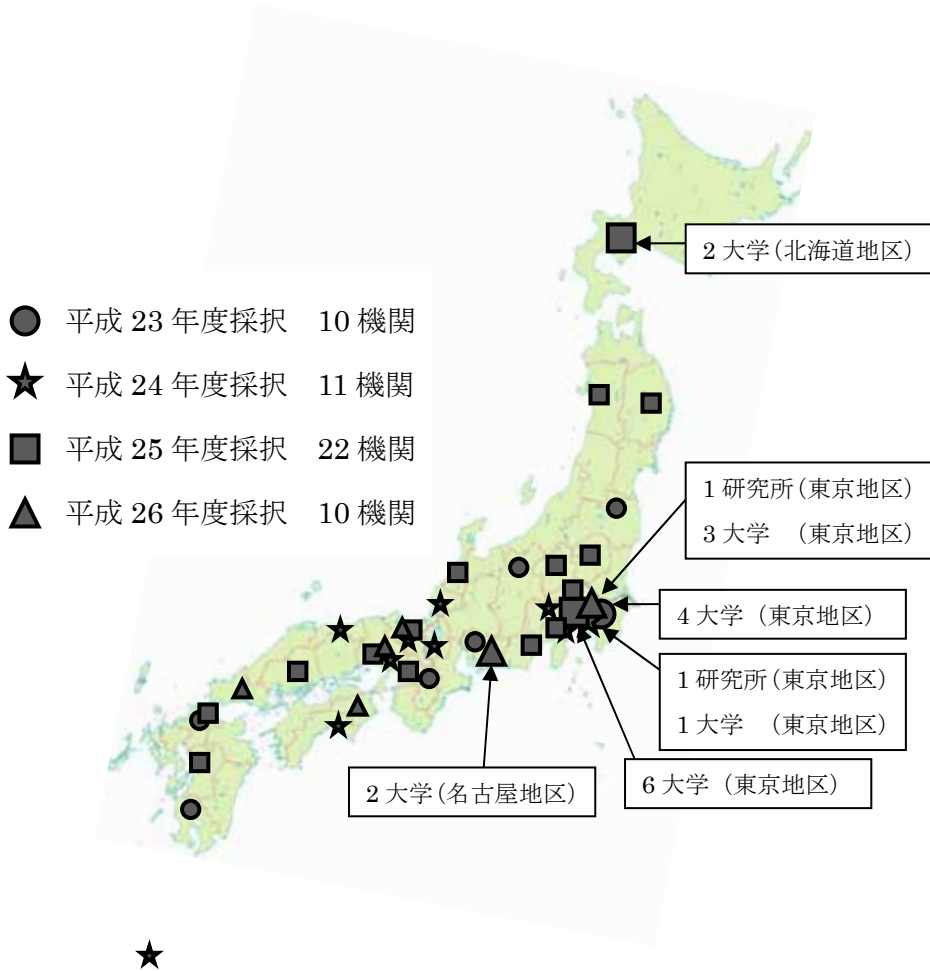 2 大学(北海道地区)
平成 23 年度採択 10 機関
平成 24 年度採択 11 機関
平成 25 年度採択 22 機関
平成 26 年度採択 10 機関
1 研究所(東京地区)
3 大学 (東京地区)
4 大学 (東京地区)
1 研究所(東京地区)
1 大学 (東京地区)
6 大学 (東京地区)
2 大学(名古屋地区)